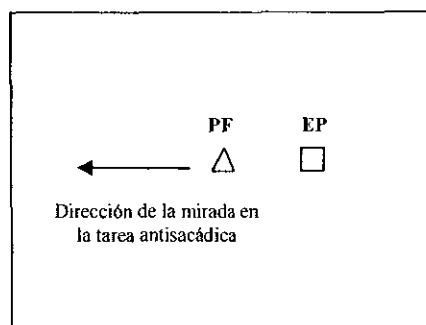 PF EP
Dirección de la mirada en
la tarea antisacádica